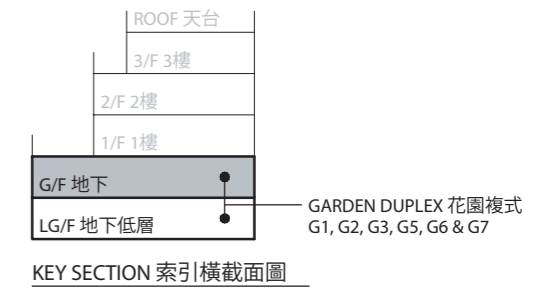 ROOF 天台
3/F 3樓
2/F 2樓
1/F 1樓
G/F 地下
LG/F 地下低層
GARDEN DUPLEX 花園複式
G1, G2, G3, G5, G6 & G7
KEY SECTION 索引橫截面圖